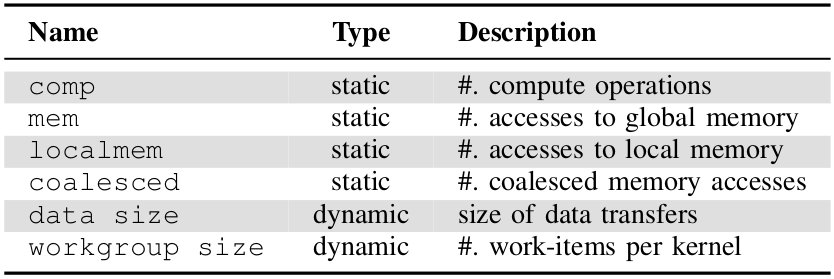 Name Type Description
comp static #. compute operations
mem static #. accesses to global memory
localmem static #. accesses to local memory
coalesced static #. coalesced memory accesses
data size dynamic size of data transfers
workgroup size dynamic #. work-items per kernel